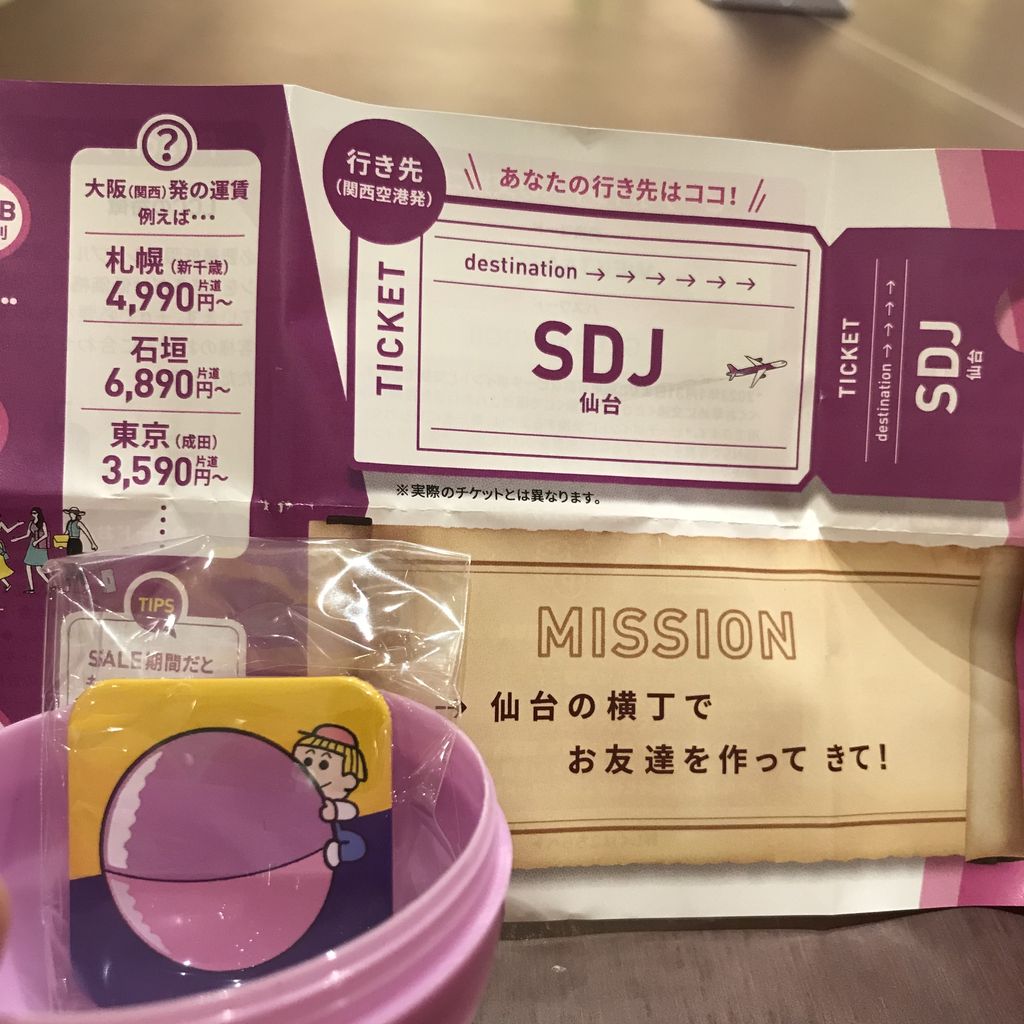 ?
大阪(関西)発の運賃
例えば・・・
札幌(新千歳)
4,990片道円〜
石垣
6,890片道円〜
東京(成田)
3,590片道円〜
TIPS
SALE期間だと
行き先
(関西空港発)
あなたの行き先はココ!
TICKET
destination → → → → → →
SDJ
仙台
※実際のチケットとは異なります。
TICKET
destination → → → → →
SDJ
仙台
MISSION
→ 仙台の横丁で
お友達を作って きて!